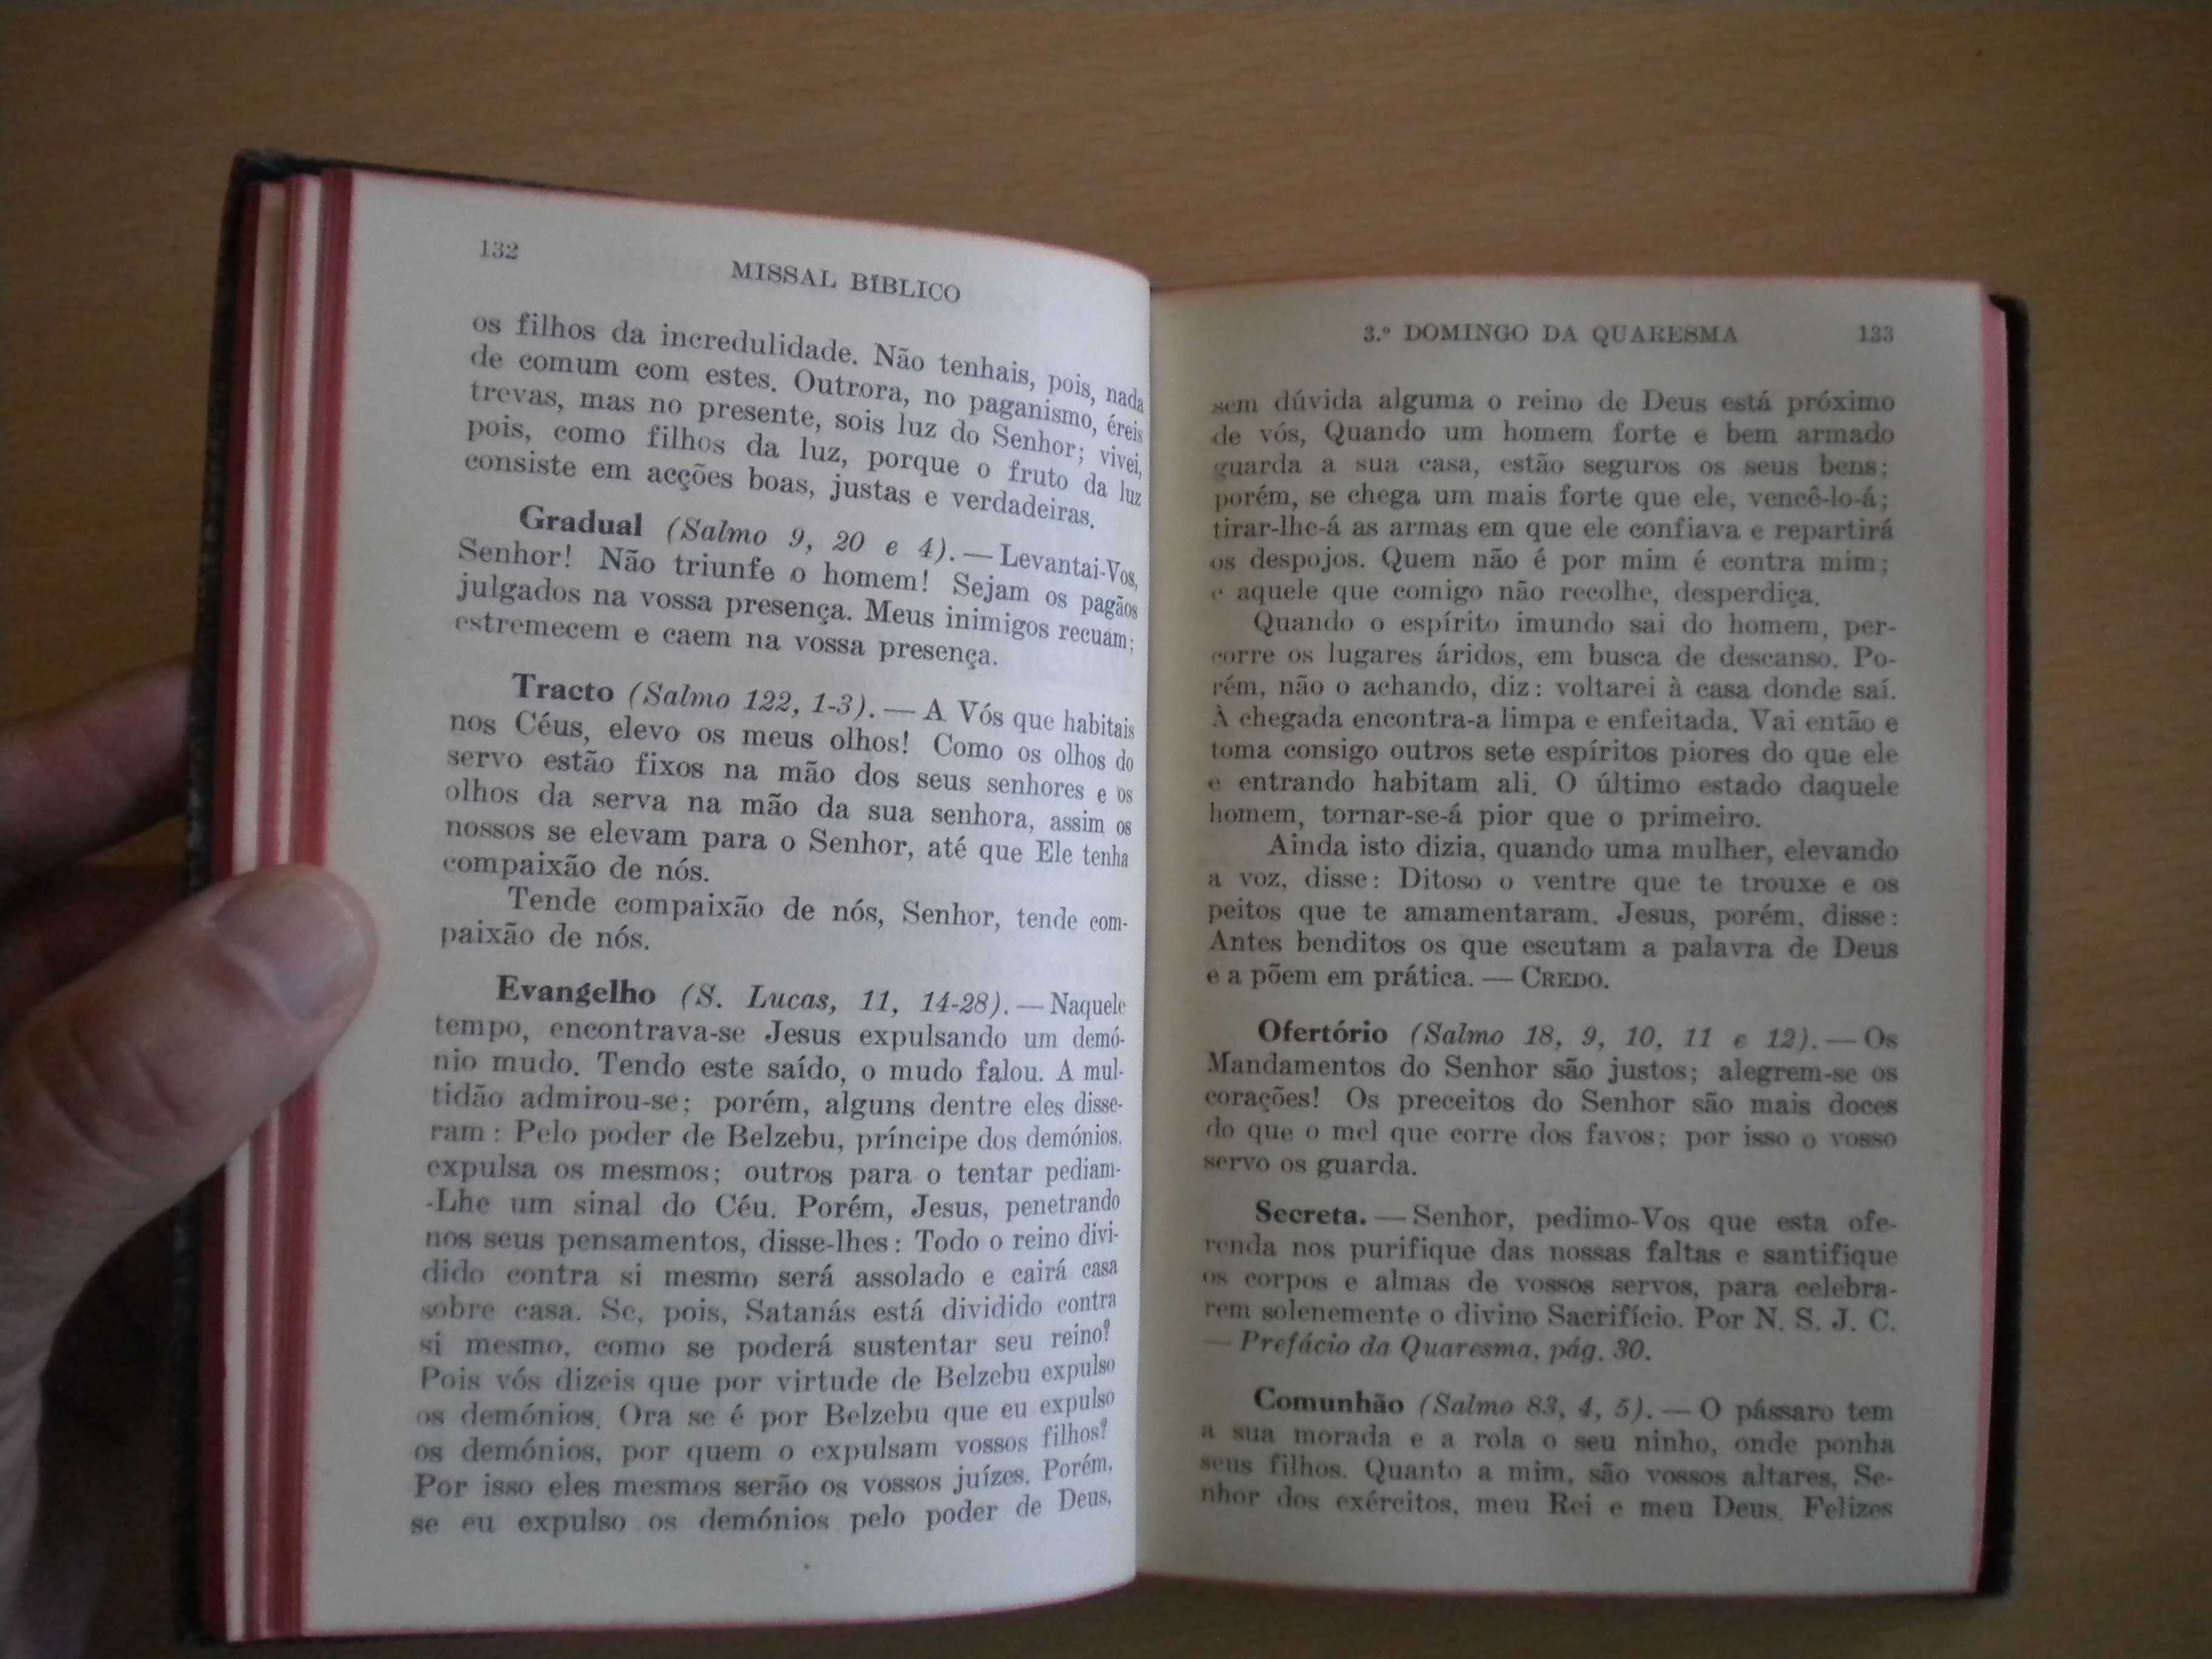 132
MISSAL BÍBLICO
os filhos da incredulidade. Não tenhais, pois, nada
de comum com estes. Outrora, no paganismo, éreis
trevas, mas no presente, sois luz do Senhor; vivei,
pois, como filhos da luz, porque o fruto da luz
consiste em acções boas, justas e verdadeiras.
Gradual (Salmo 9, 20 e 4). — Levantai-Vos,
Senhor! Não triunfe o homem! Sejam os pagãos
julgados na vossa presença. Meus inimigos recuam;
estremecem e caem na vossa presença.
Tracto (Salmo 122, 1-3). — A Vós que habitais
nos Céus, elevo os meus olhos! Como os olhos do
servo estão fixos na mão dos seus senhores e os
olhos da serva na mão da sua senhora, assim os
nossos se elevam para o Senhor, até que Ele tenha
compaixão de nós.
Tende compaixão de nós, Senhor, tende com-
paixão de nós.
Evangelho (S. Lucas, 11, 14-28). — Naquele
tempo, encontrava-se Jesus expulsando um demó-
nio mudo. Tendo este saído, o mudo falou. A mul-
tidão admirou-se; porém, alguns dentre eles disse-
ram: Pelo poder de Belzebu, príncipe dos demónios,
expulsa os mesmos; outros para o tentar pediam-
-Lhe um sinal do Céu. Porém, Jesus, penetrando
nos seus pensamentos, disse-lhes: Todo o reino divi-
dido contra si mesmo será assolado e cairá casa
sobre casa. Se, pois, Satanás está dividido contra
si mesmo, como se poderá sustentar seu reino?
Pois vós dizeis que por virtude de Belzebu expulso
os demónios. Ora se é por Belzebu que eu expulso
os demónios, por quem o expulsam vossos filhos?
Por isso eles mesmos serão os vossos juízes. Porém,
se eu expulso os demónios pelo poder de Deus,
3.º DOMINGO DA QUARESMA 133
sem dúvida alguma o reino de Deus está próximo
de vós, Quando um homem forte e bem armado
guarda a sua casa, estão seguros os seus bens;
porém, se chega um mais forte que ele, vencê-lo-á;
tirar-lhe-á as armas em que ele confiava e repartirá
os despojos. Quem não é por mim é contra mim;
e aquele que comigo não recolhe, desperdiça.
Quando o espírito imundo sai do homem, per-
corre os lugares áridos, em busca de descanso. Po-
rém, não o achando, diz: voltarei à casa donde saí.
À chegada encontra-a limpa e enfeitada. Vai então e
toma consigo outros sete espíritos piores do que ele
e entrando habitam ali. O último estado daquele
homem, tornar-se-á pior que o primeiro.
Ainda isto dizia, quando uma mulher, elevando
a voz, disse: Ditoso o ventre que te trouxe e os
peitos que te amamentaram. Jesus, porém, disse:
Antes benditos os que escutam a palavra de Deus
e a põem em prática. — CREDO.
Ofertório (Salmo 18, 9, 10, 11 e 12). — Os
Mandamentos do Senhor são justos; alegrem-se os
corações! Os preceitos do Senhor são mais doces
do que o mel que corre dos favos; por isso o vosso
servo os guarda.
Secreta. — Senhor, pedimo-Vos que esta ofe-
renda nos purifique das nossas faltas e santifique
os corpos e almas de vossos servos, para celebra-
rem solenemente o divino Sacrifício. Por N. S. J. C.
— Prefácio da Quaresma, pág. 30.
Comunhão (Salmo 83, 4, 5). — O pássaro tem
a sua morada e a rola o seu ninho, onde ponha
seus filhos. Quanto a mim, são vossos altares, Se-
nhor dos exércitos, meu Rei e meu Deus. Felizes